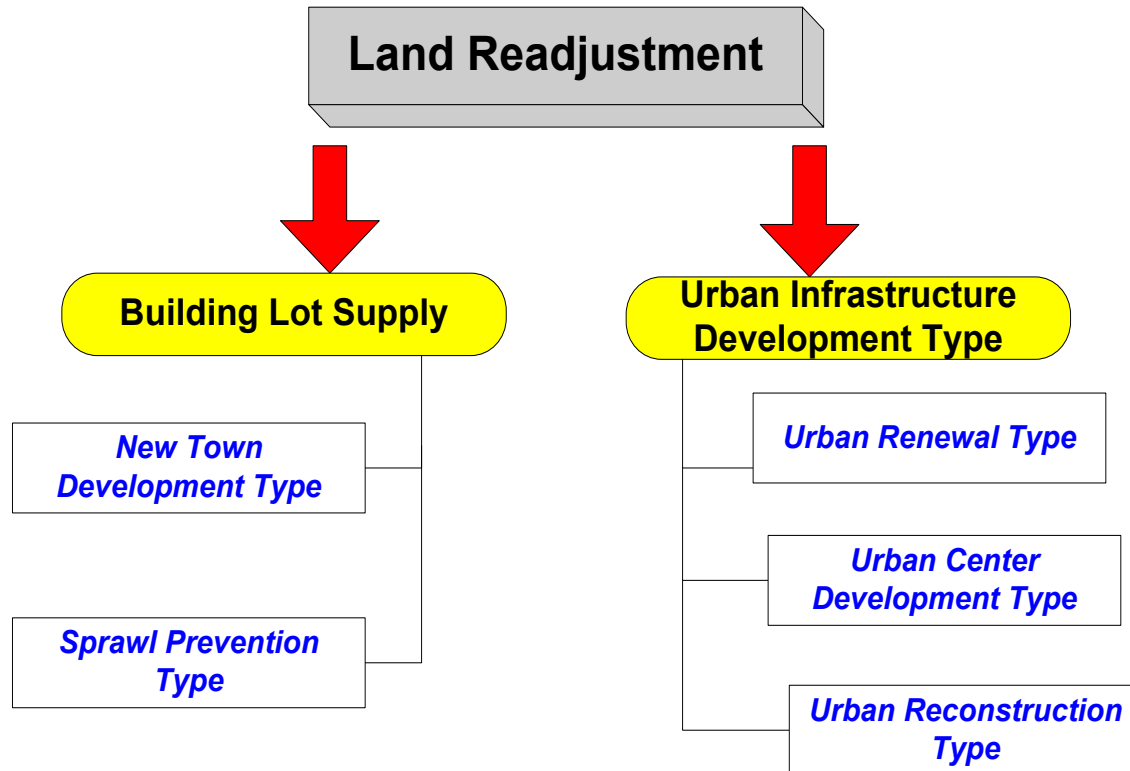 Land Readjustment
Building Lot Supply
Urban Infrastructure
Development Type
New Town
Development Type
Sprawl Prevention
Type
Urban Renewal Type
Urban Center
Development Type
Urban Reconstruction
Type